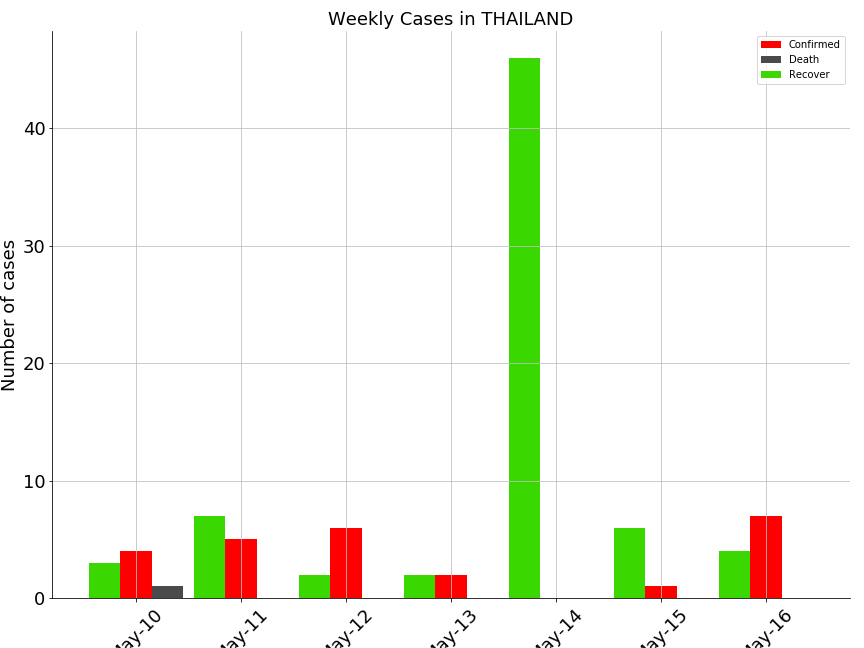 Weekly Cases in THAILAND
Confirmed
Death
Recover
Number of cases
40
30
20
10
0
May-10
May-11
May-12
May-13
May-14
May-15
May-16